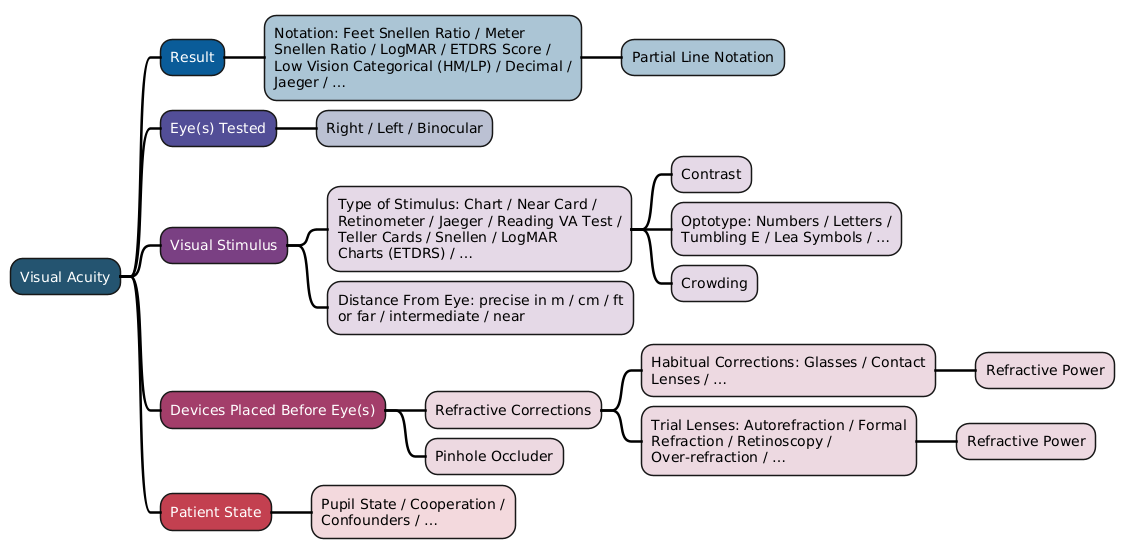 Visual Acuity
Result
Notation: Feet Snellen Ratio / Meter
Snellen Ratio / LogMAR / ETDRS Score /
Low Vision Categorical (HM/LP) / Decimal /
Jaeger / ...
Partial Line Notation
Eye(s) Tested
Right / Left / Binocular
Visual Stimulus
Type of Stimulus: Chart / Near Card /
Retinometer / Jaeger / Reading VA Test /
Teller Cards / Snellen / LogMAR
Charts (ETDRS) / ...
Contrast
Optotype: Numbers / Letters /
Tumbling E / Lea Symbols / ...
Crowding
Distance From Eye: precise in m / cm / ft
or far / intermediate / near
Devices Placed Before Eye(s)
Refractive Corrections
Habitual Corrections: Glasses / Contact
Lenses / ...
Refractive Power
Trial Lenses: Autorefraction / Formal
Refraction / Retinoscopy /
Over-refraction / ...
Refractive Power
Pinhole Occluder
Patient State
Pupil State / Cooperation /
Confounders / ...